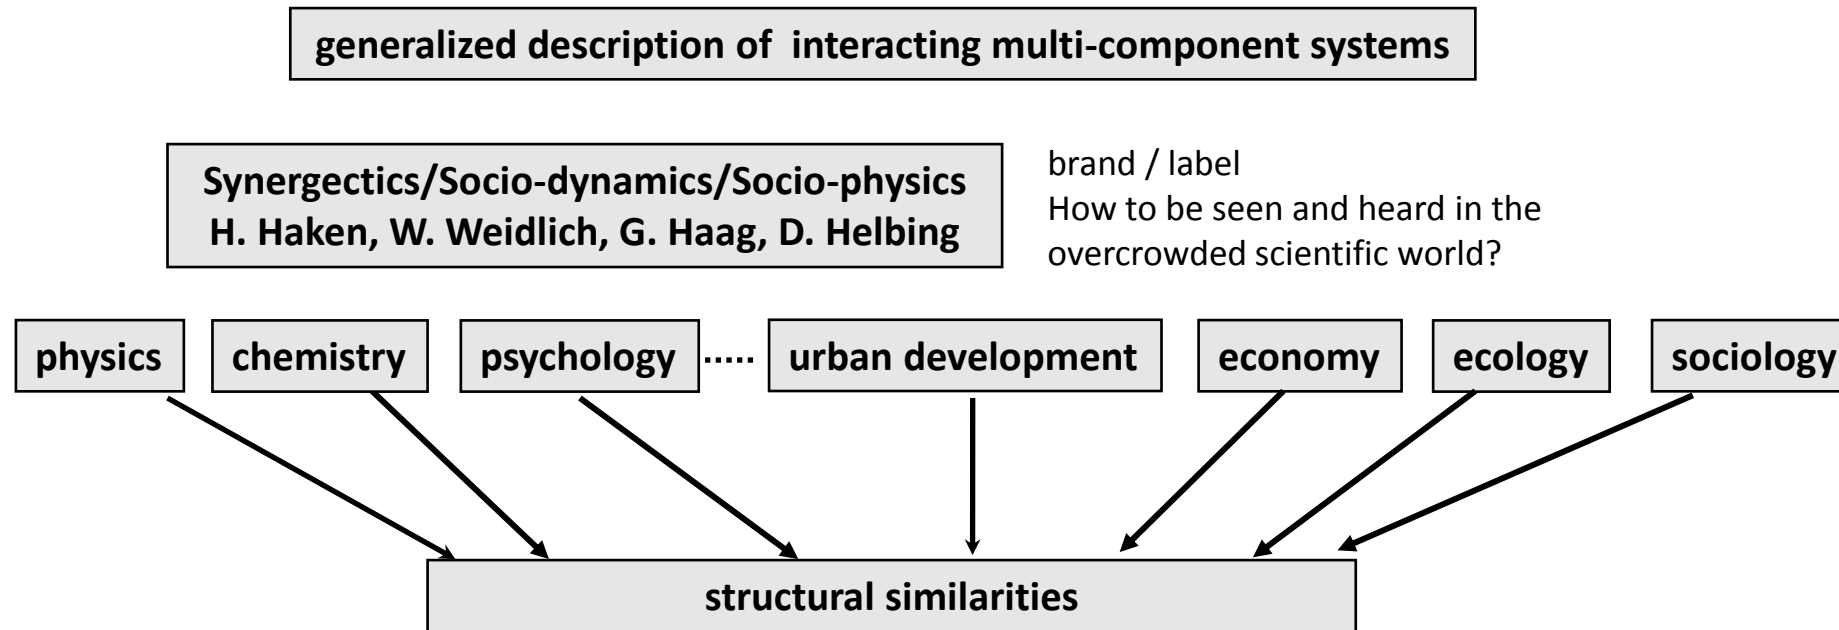 generalized description of interacting multi-component systems
Synergectics/Socio-dynamics/Socio-physics
H. Haken, W. Weidlich, G. Haag, D. Helbing
brand / label
How to be seen and heard in the
overcrowded scientific world?
physics chemistry psychology ..... urban development economy ecology sociology
structural similarities